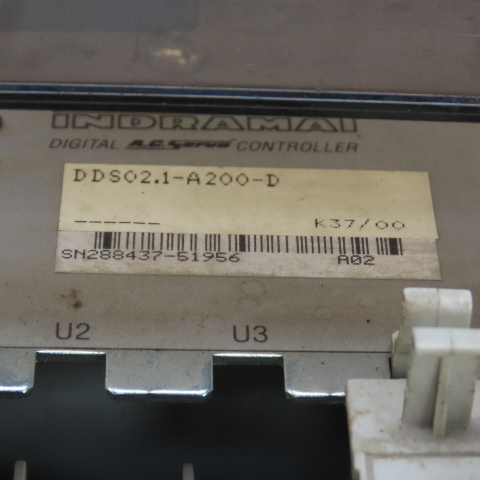 INDRAMAT
DIGITAL A.C. Servo CONTROLLER
DDS02.1-A200-D
------ K37/00
SN288437-51956 A02
U2 U3